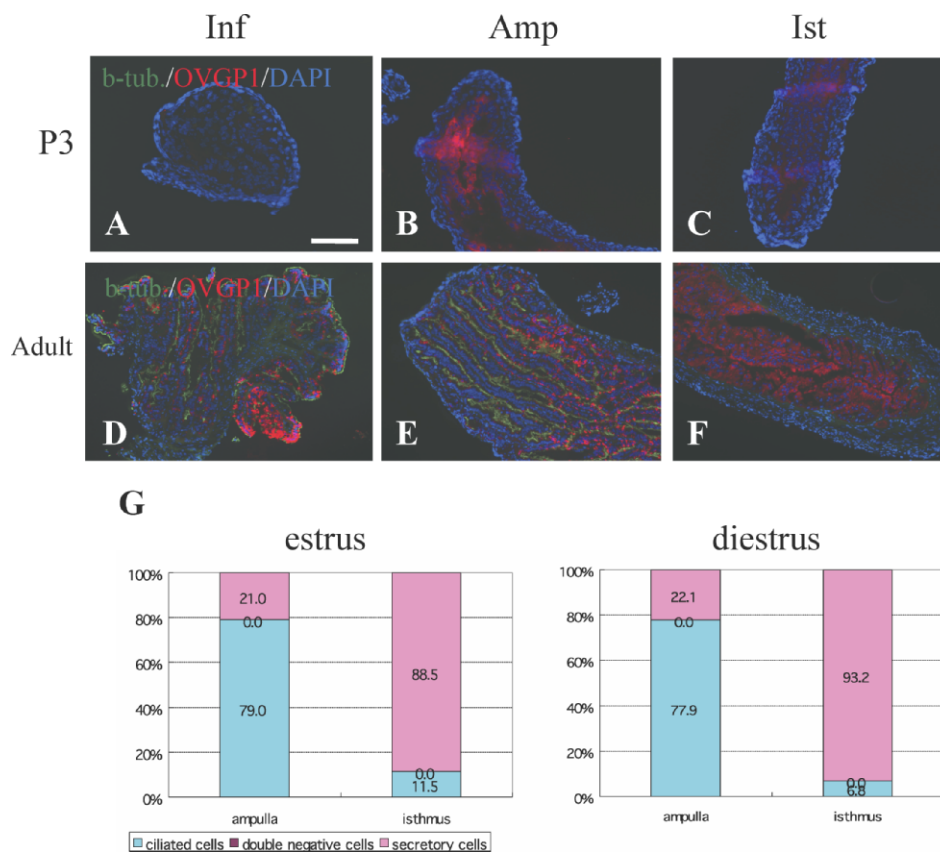 Inf Amp Ist
P3
b-tub./OVGP1/DAPI
A B C
Adult
b-tub./OVGP1/DAPI
D E F
G
estrus diestrus
100%
80%
60%
40%
20%
0%
21.0
0.0
79.0
88.5
0.0
11.5
ampulla isthmus
100%
80%
60%
40%
20%
0%
22.1
0.0
77.9
93.2
0.0
6.8
ampulla isthmus
ciliated cells double negative cells secretory cells